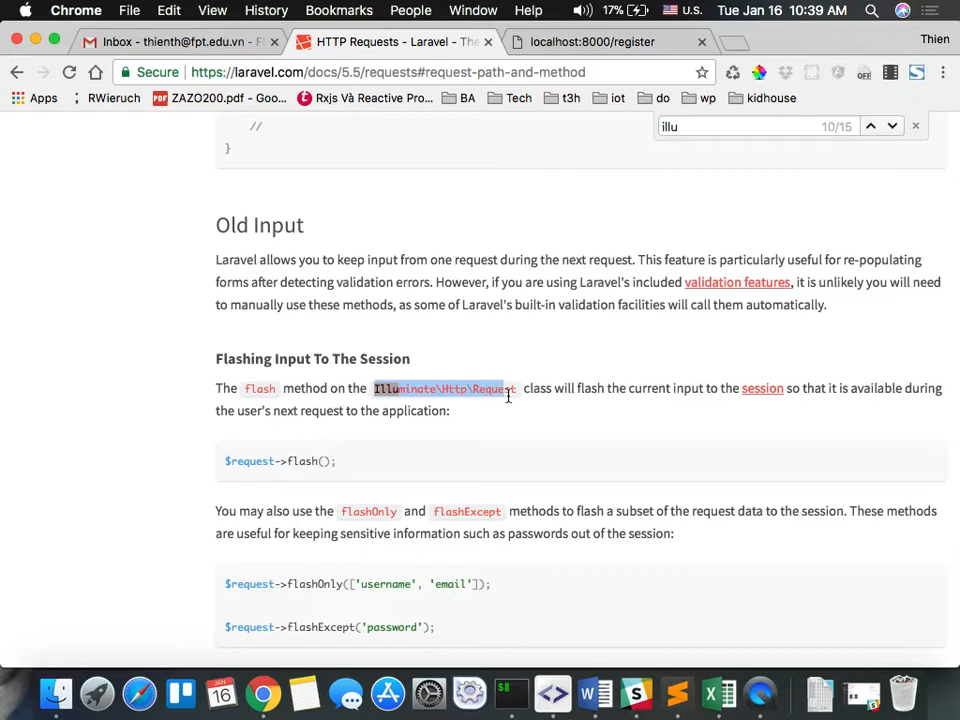 Chrome File Edit View History Bookmarks People Window Help 17% U.S. Tue Jan 16 10:39 AM
Inbox - thienth@fpt.edu.vn - F
HTTP Requests - Laravel - The
localhost:8000/register
Thien
Secure https://laravel.com/docs/5.5/requests#request-path-and-method
Apps RWieruch ZAZO200.pdf - Goo... Rxjs Và Reactive Pro... BA Tech t3h iot do wp kidhouse
illu 10/15
//
}
Old Input
Laravel allows you to keep input from one request during the next request. This feature is particularly useful for re-populating
forms after detecting validation errors. However, if you are using Laravel's included validation features, it is unlikely you will need
to manually use these methods, as some of Laravel's built-in validation facilities will call them automatically.
Flashing Input To The Session
The flash method on the Illuminate\Http\Request class will flash the current input to the session so that it is available during
the user's next request to the application:
$request->flash();
You may also use the flashOnly and flashExcept methods to flash a subset of the request data to the session. These methods
are useful for keeping sensitive information such as passwords out of the session:
$request->flashOnly(['username', 'email']);
$request->flashExcept('password');